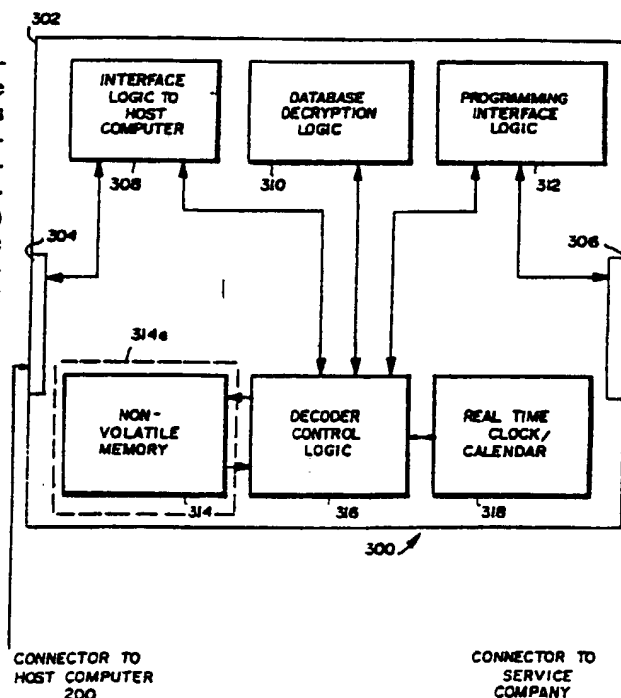 302
INTERFACE
LOGIC TO
HOST
COMPUTER
308
DATABASE
DECRYPTION
LOGIC
310
PROGRAMMING
INTERFACE
LOGIC
312
304
306
314a
NON-
VOLATILE
MEMORY
314
DECODER
CONTROL
LOGIC
316
REAL TIME
CLOCK/
CALENDAR
318
300
CONNECTOR TO
HOST COMPUTER
200
CONNECTOR TO
SERVICE
COMPANY